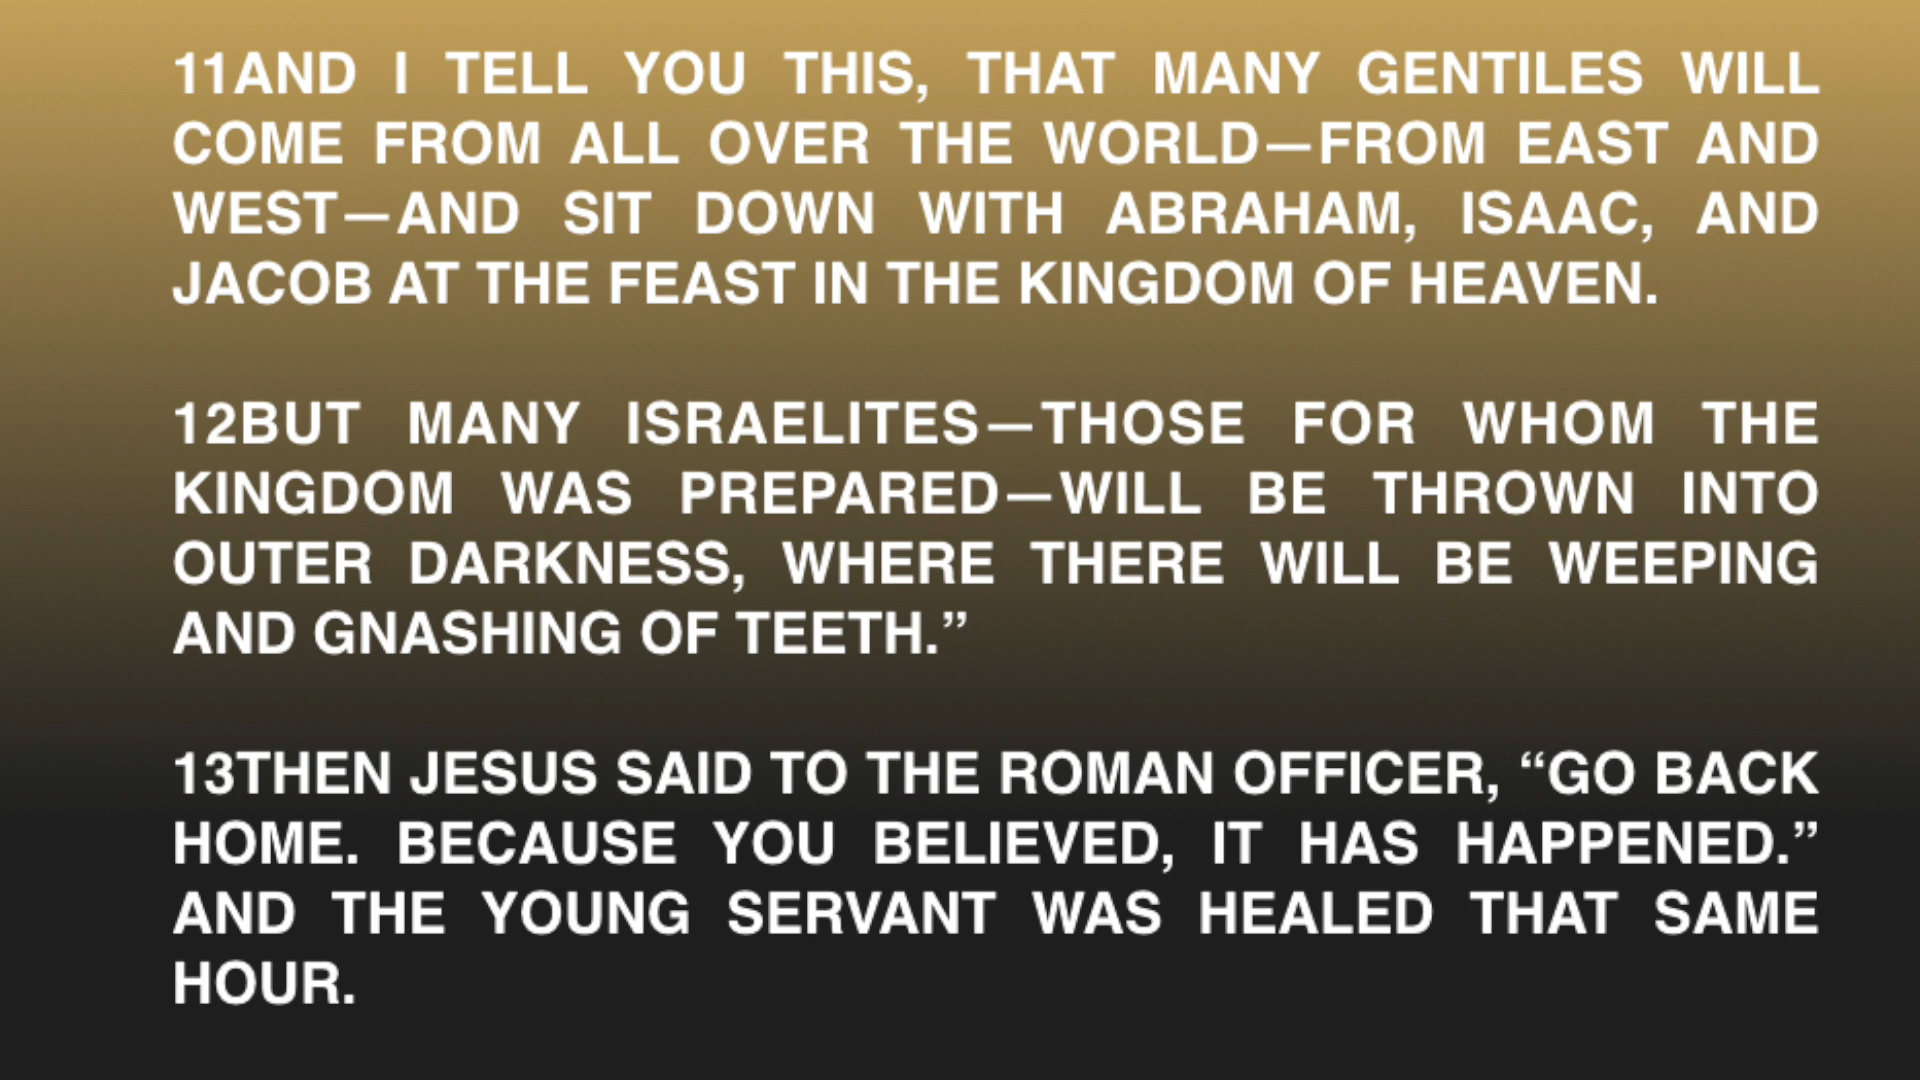 11AND I TELL YOU THIS, THAT MANY GENTILES WILL
COME FROM ALL OVER THE WORLD—FROM EAST AND
WEST—AND SIT DOWN WITH ABRAHAM, ISAAC, AND
JACOB AT THE FEAST IN THE KINGDOM OF HEAVEN.
12BUT MANY ISRAELITES—THOSE FOR WHOM THE
KINGDOM WAS PREPARED—WILL BE THROWN INTO
OUTER DARKNESS, WHERE THERE WILL BE WEEPING
AND GNASHING OF TEETH.”
13THEN JESUS SAID TO THE ROMAN OFFICER, “GO BACK
HOME. BECAUSE YOU BELIEVED, IT HAS HAPPENED.”
AND THE YOUNG SERVANT WAS HEALED THAT SAME
HOUR.